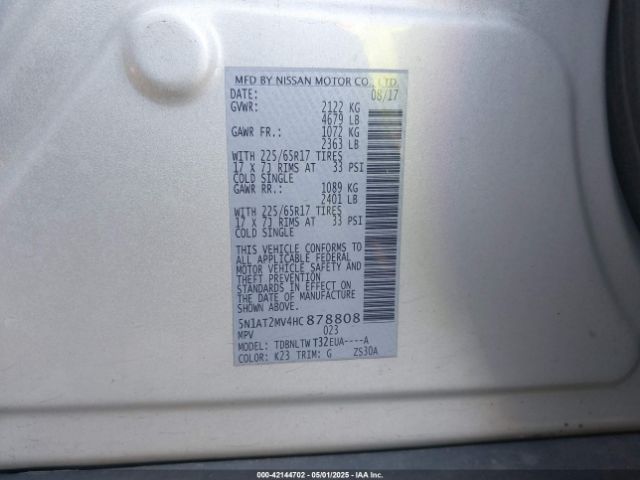 MFD BY NISSAN MOTOR CO., LTD.
DATE: 08/17
GVWR: 2122 KG
4679 LB
GAWR FR.: 1072 KG
2363 LB
WITH 225/65R17 TIRES
17 X 7J RIMS AT 33 PSI
COLD SINGLE
GAWR RR.: 1089 KG
2401 LB
WITH 225/65R17 TIRES
17 X 7J RIMS AT 33 PSI
COLD SINGLE
THIS VEHICLE CONFORMS TO
ALL APPLICABLE FEDERAL
MOTOR VEHICLE SAFETY AND
THEFT PREVENTION
STANDARDS IN EFFECT ON
THE DATE OF MANUFACTURE
SHOWN ABOVE.
5N1AT2MV4HC878808
MPV 023
MODEL: TDBNLTWT32EUA----A
COLOR: K23 TRIM: G ZS30A
000-42144702 - 05/01/2025 - IAA Inc.